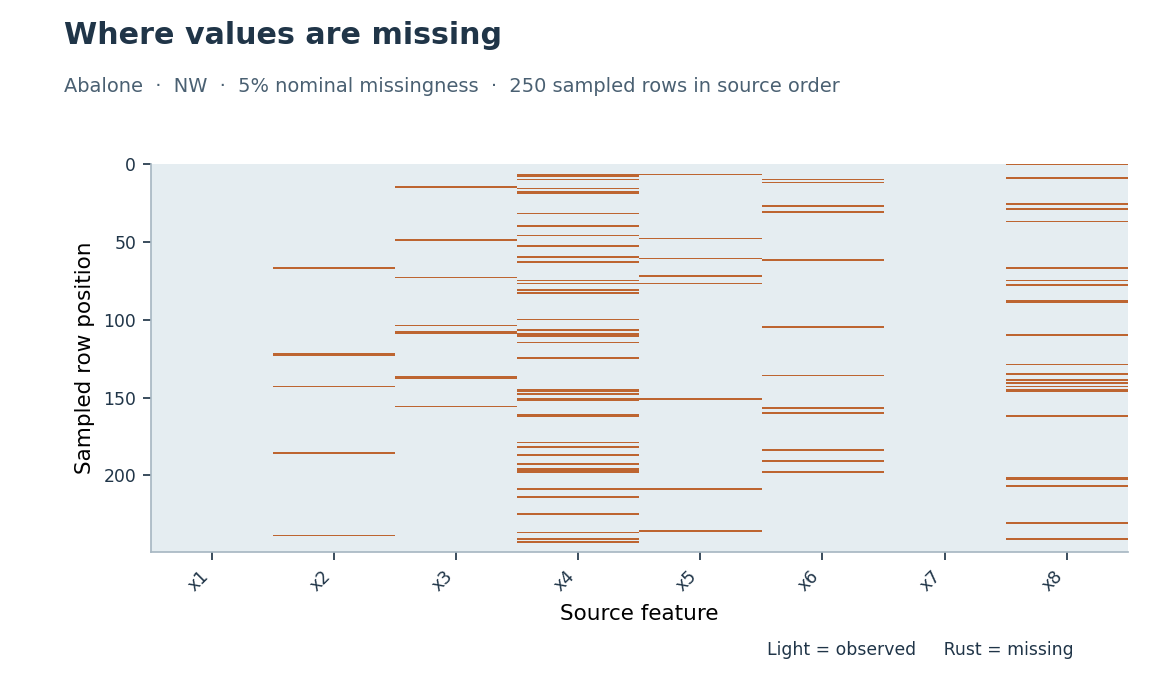 Where values are missing
Abalone · NW · 5% nominal missingness · 250 sampled rows in source order
0
50
100
150
200
Sampled row position
x1 x2 x3 x4 x5 x6 x7 x8
Source feature
Light = observed Rust = missing